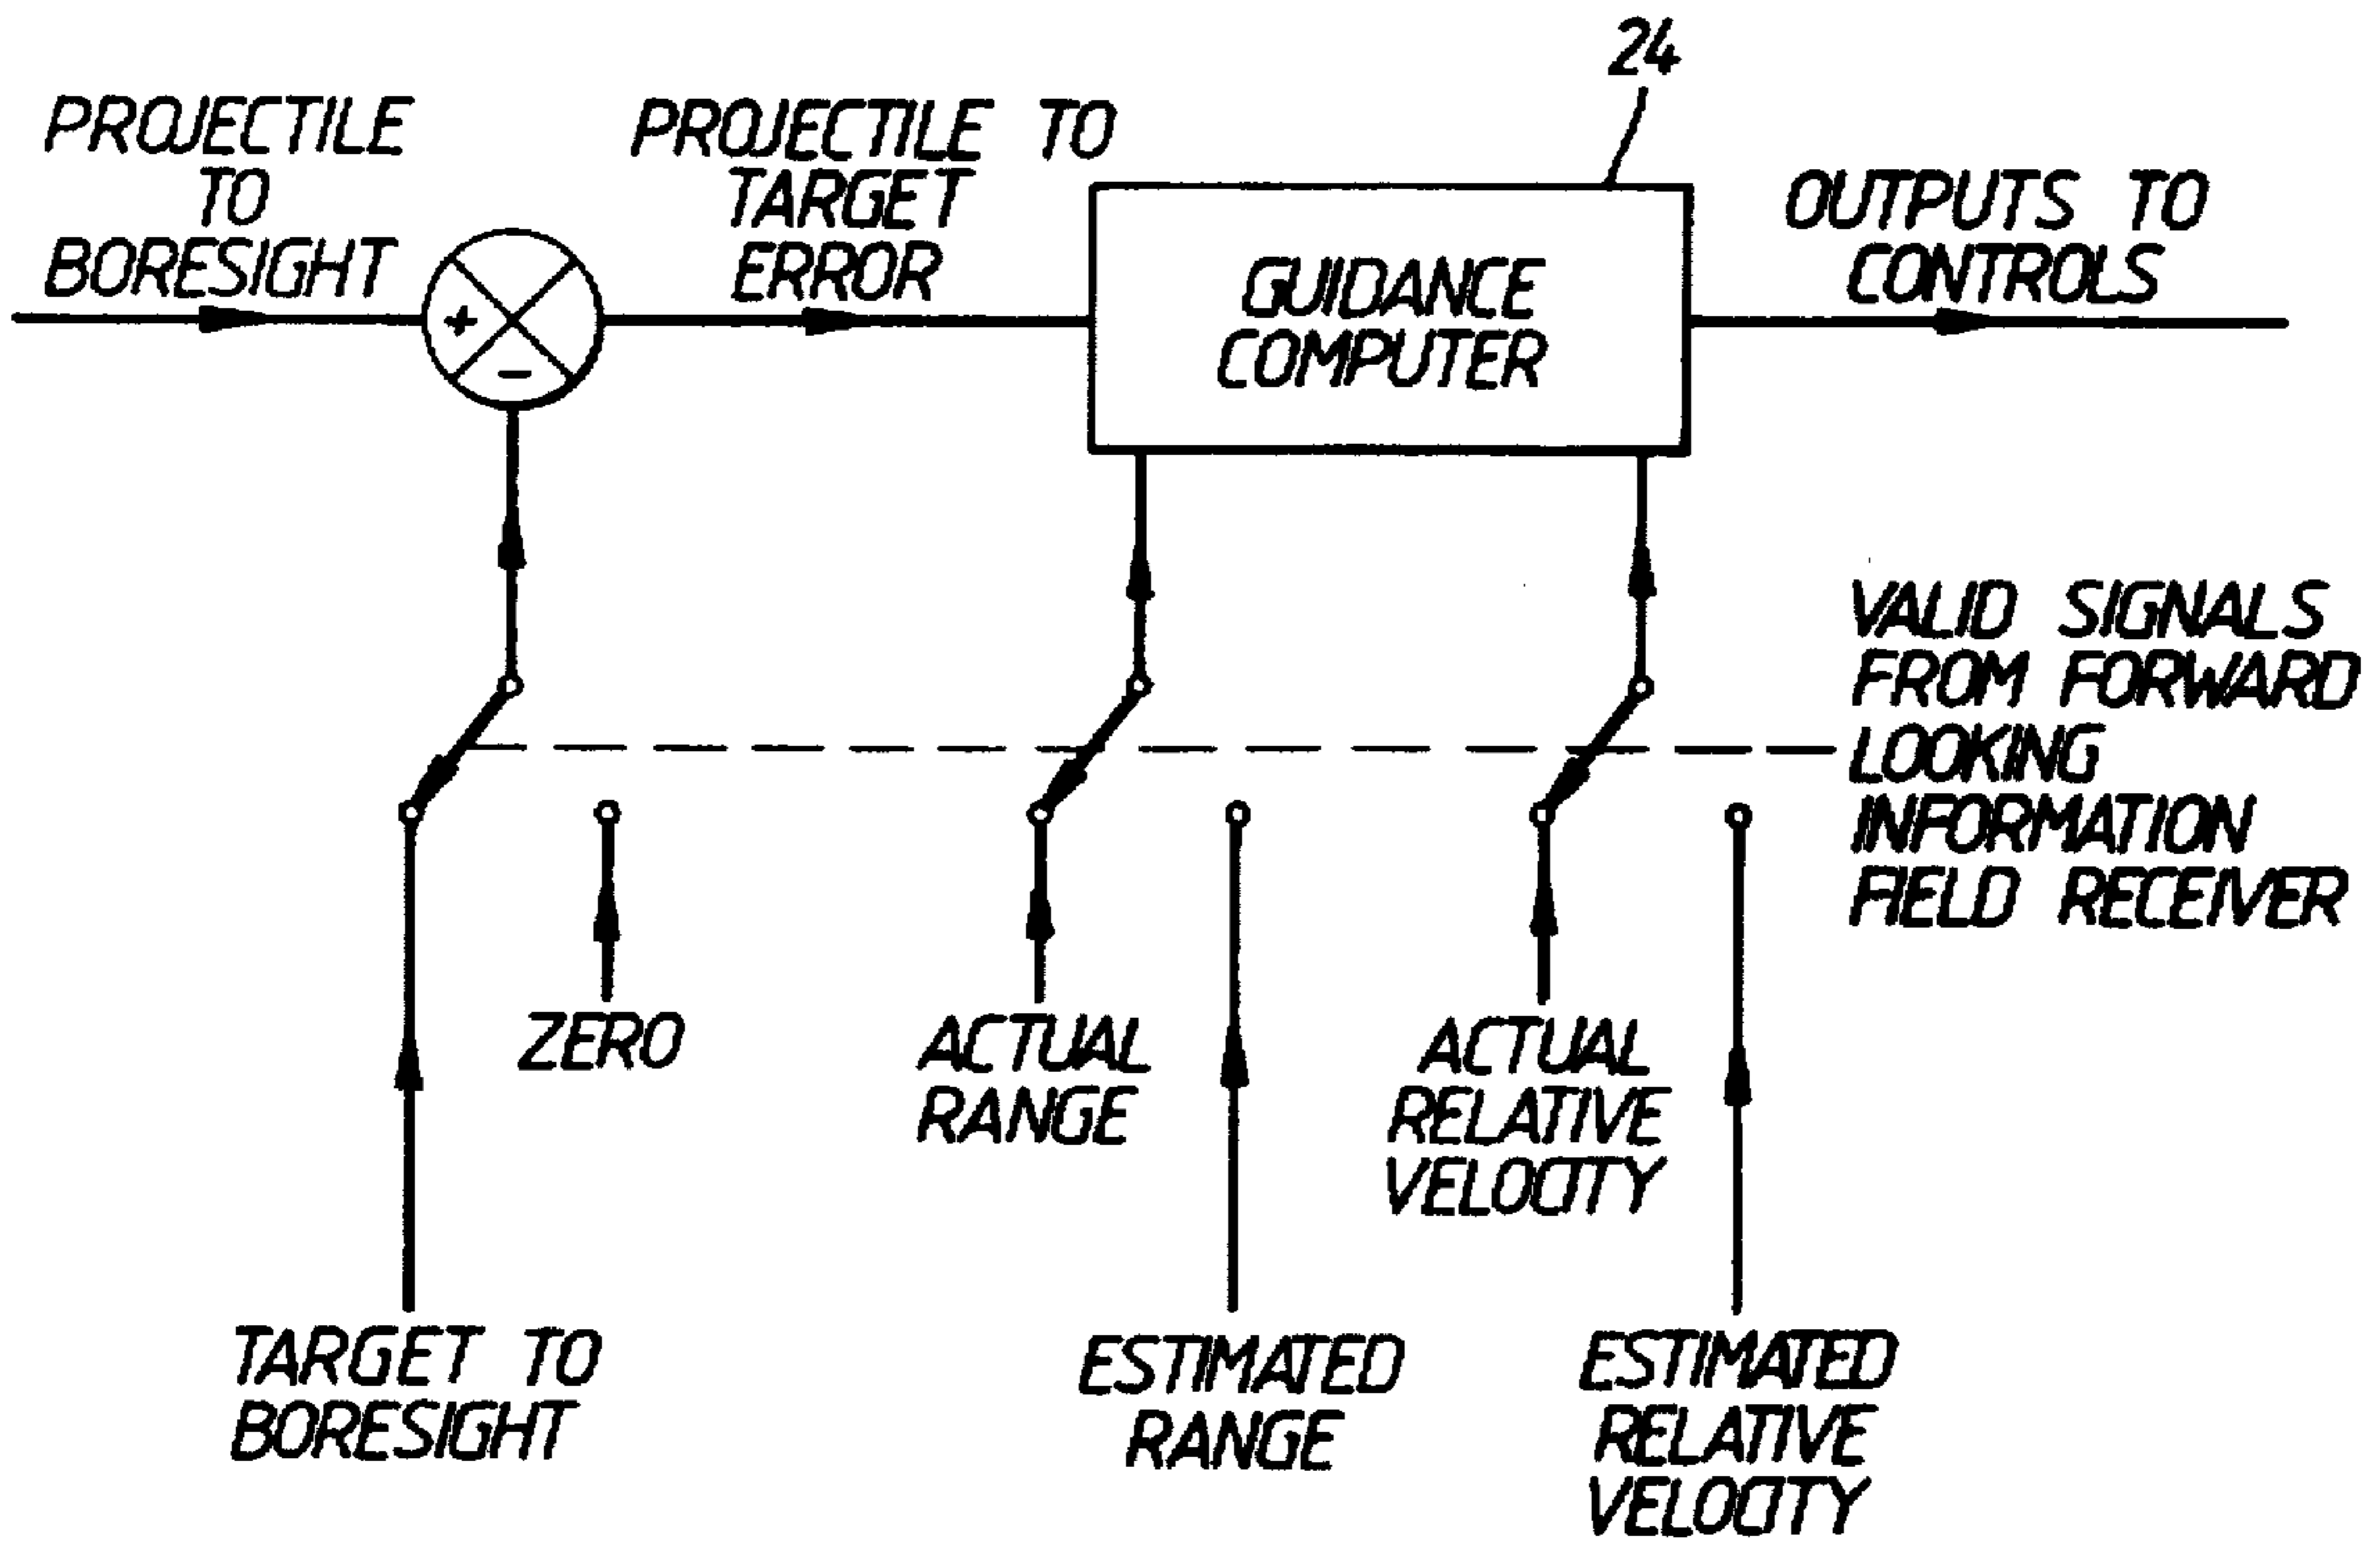 24
PROJECTILE
TO
BORESIGHT
PROJECTILE TO
TARGET
ERROR
GUIDANCE
COMPUTER
OUTPUTS TO
CONTROLS
+
-
VALID SIGNALS
FROM FORWARD
LOOKING
INFORMATION
FIELD RECEIVER
ZERO
ACTUAL
RANGE
ACTUAL
RELATIVE
VELOCITY
TARGET TO
BORESIGHT
ESTIMATED
RANGE
ESTIMATED
RELATIVE
VELOCITY